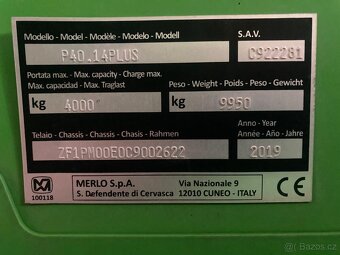 Modello - Model - Modèle - Modelo - Modell
S.A.V.
P40.14PLUS
C922281
Portata max. - Max. capacity - Charge max.
Max. capacidad - Max. Traglast
Peso - Weight - Poids - Peso - Gewicht
kg 4000
kg 9950
Telaio - Chassis - Chassis - Chasis - Rahmen
Anno - Year
Année - Año - Jahre
ZF1PM00E0C9002622
2019
100118
MERLO S.p.A.
S. Defendente di Cervasca
Via Nazionale 9
12010 CUNEO - ITALY
CE